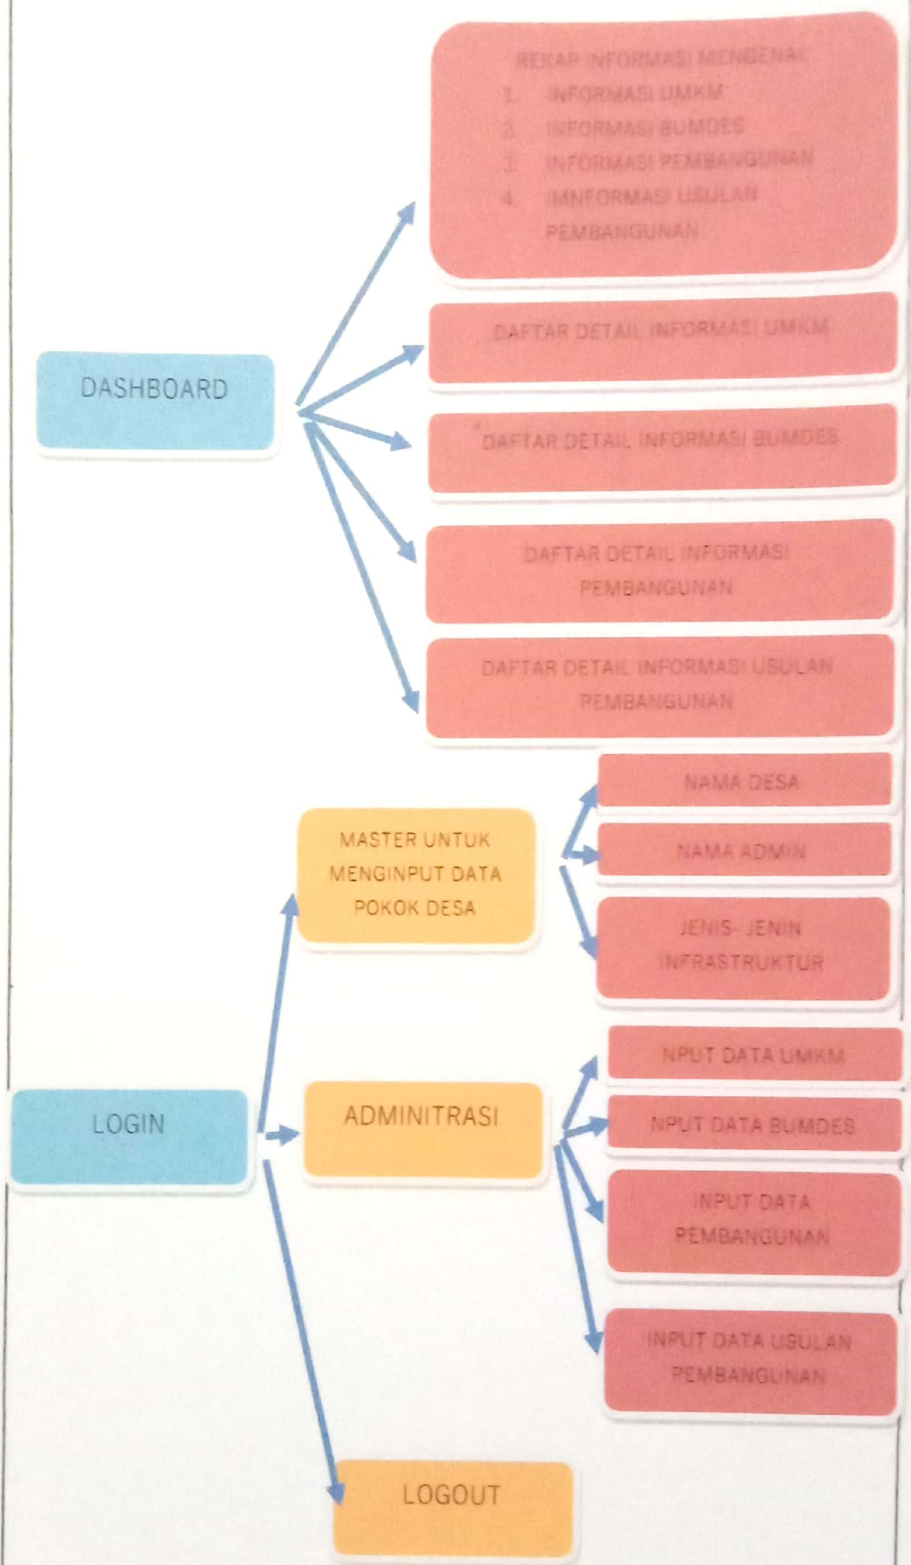 REKAP INFORMASI MENGENAI
1. INFORMASI UMKM
2. INFORMASI BUMDES
3. INFORMASI PEMBANGUNAN
4. IMNFORMASI USULAN
PEMBANGUNAN
DAFTAR DETAIL INFORMASI UMKM
DASHBOARD
DAFTAR DETAIL INFORMASI BUMDES
DAFTAR DETAIL INFORMASI
PEMBANGUNAN
DAFTAR DETAIL INFORMASI USULAN
PEMBANGUNAN
MASTER UNTUK
MENGINPUT DATA
POKOK DESA
NAMA DESA
NAMA ADMIN
JENIS- JENIN
INFRASTRUKTUR
LOGIN
ADMINITRASI
NPUT DATA UMKM
NPUT DATA BUMDES
INPUT DATA
PEMBANGUNAN
INPUT DATA USULAN
PEMBANGUNAN
LOGOUT